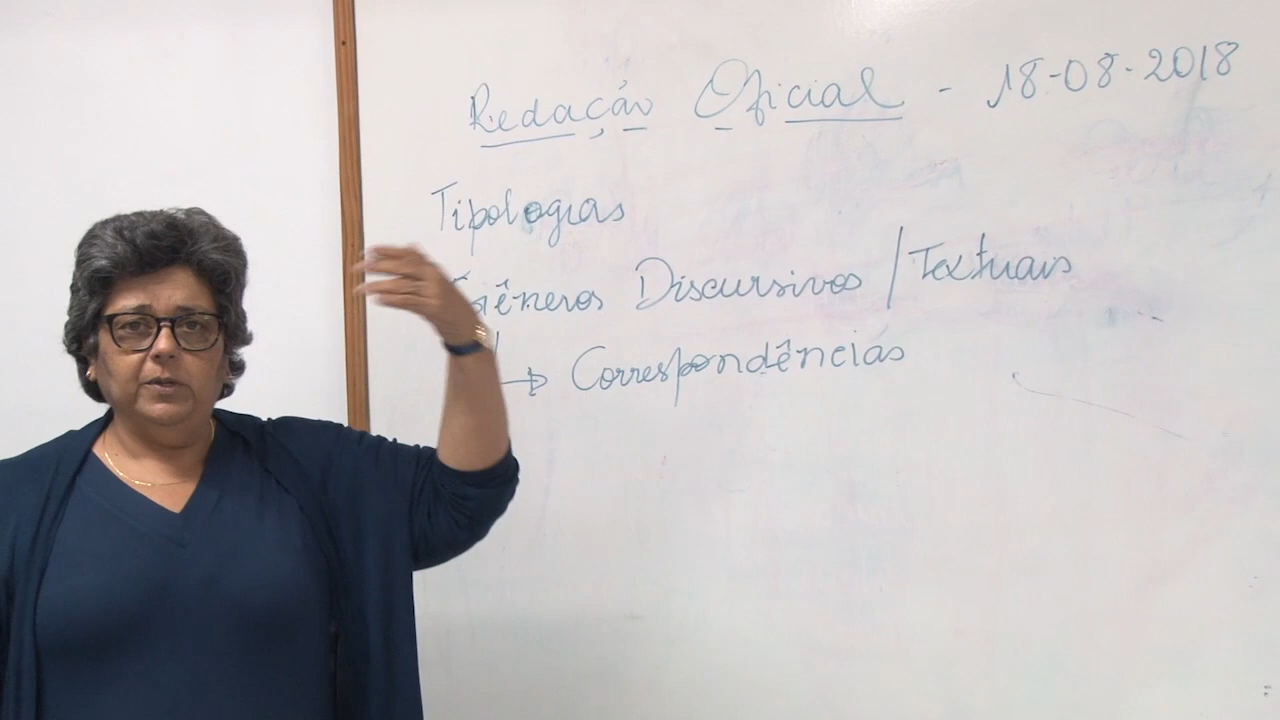 Redação Oficial - 18-08-2018
Tipologias
Gêneros Discursivos / Textuais
→ Correspondências